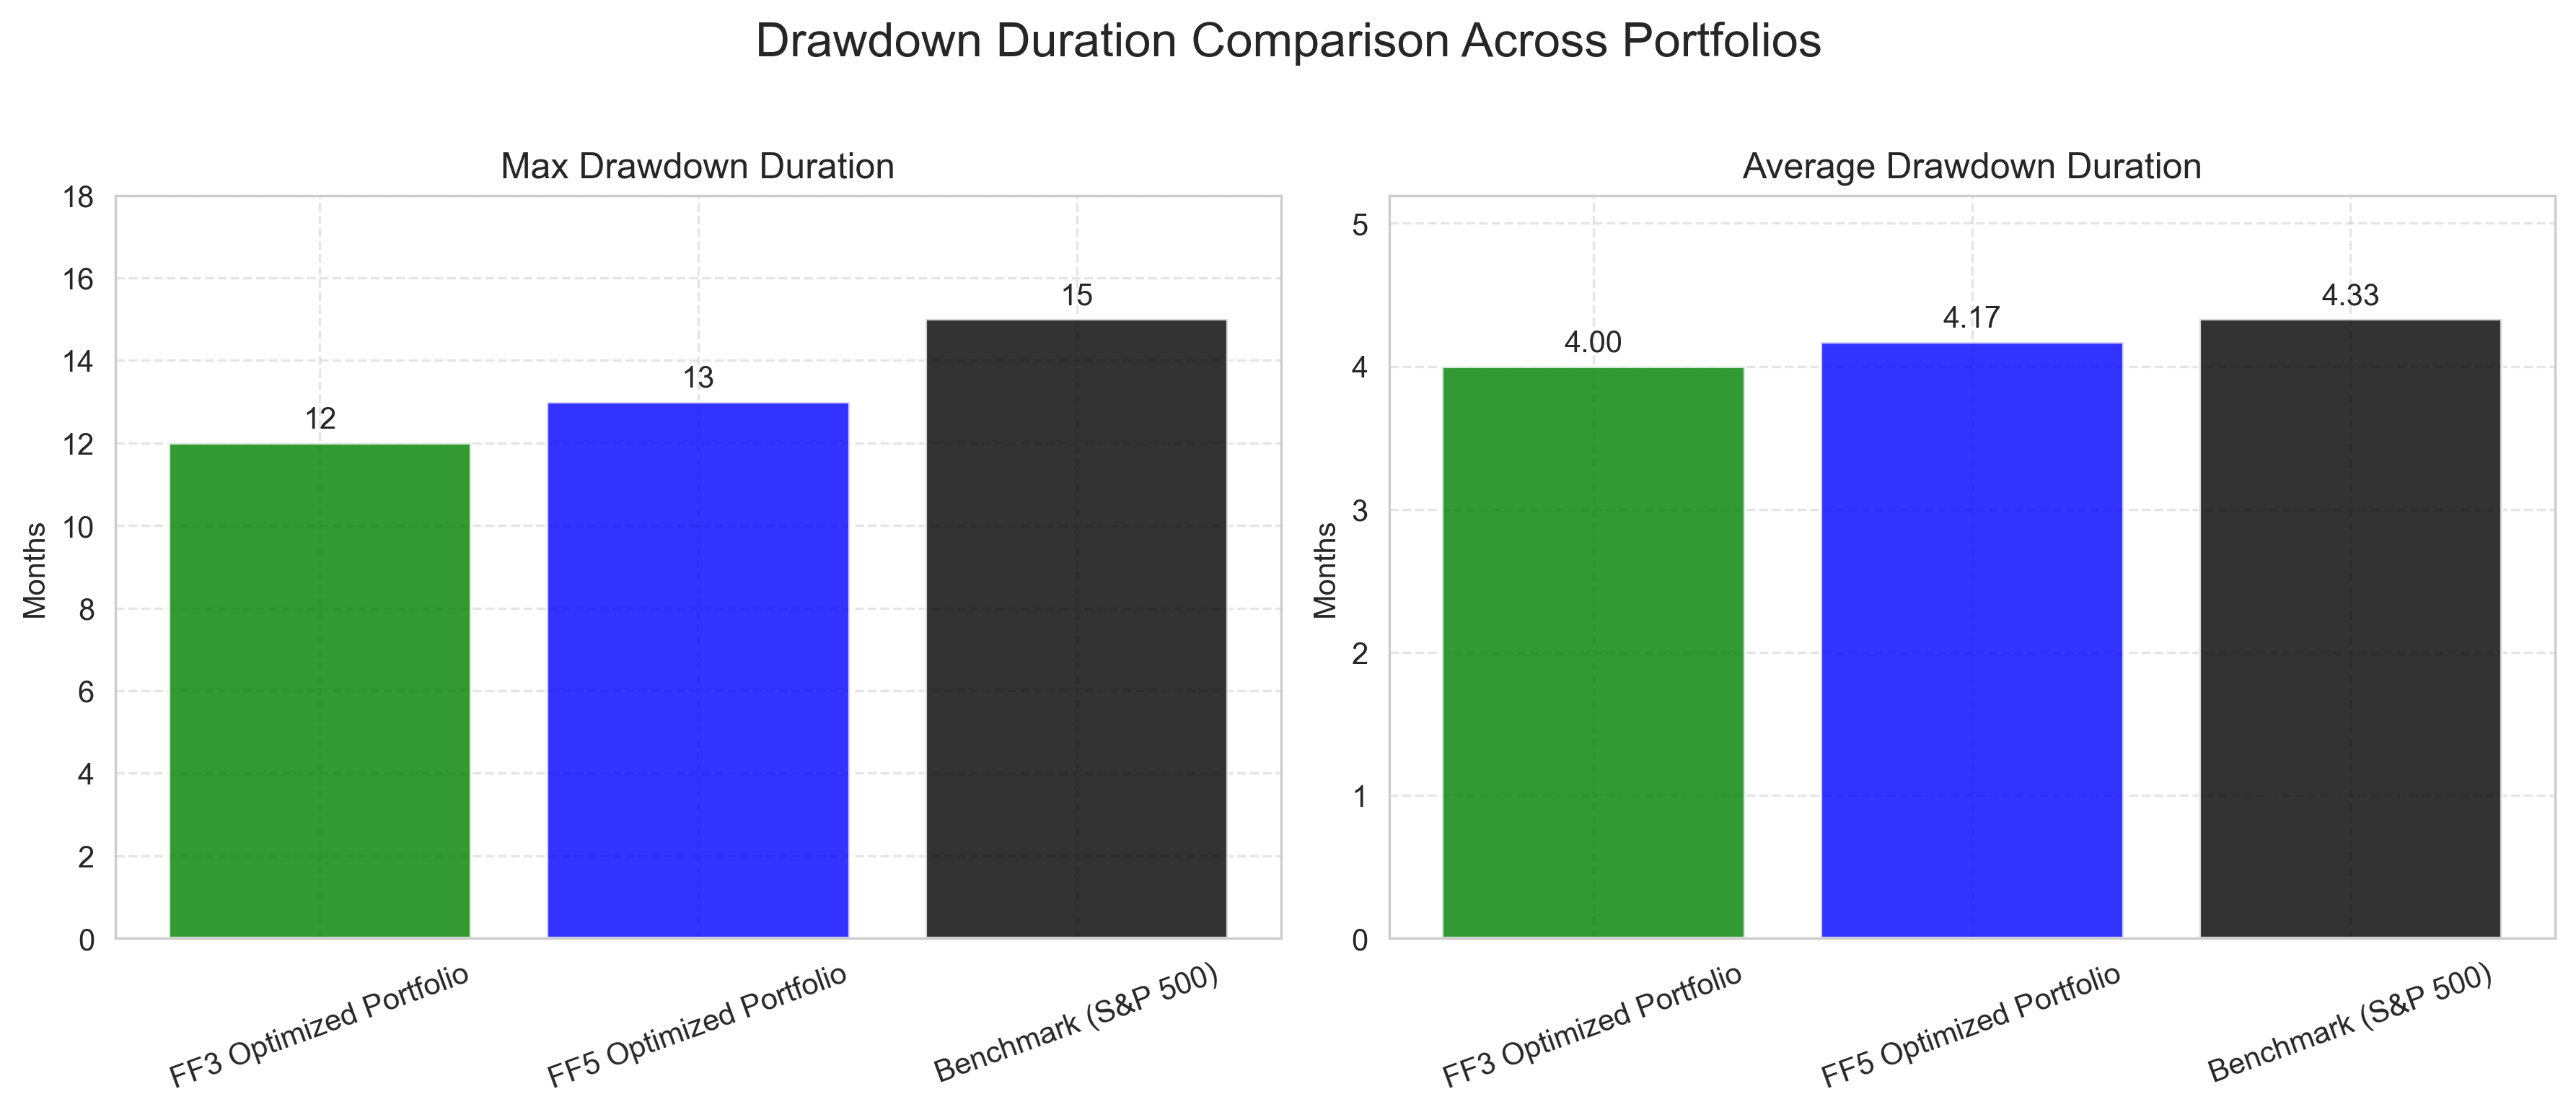 Drawdown Duration Comparison Across Portfolios
Max Drawdown Duration
Months
18
16
14
12
10
8
6
4
2
0
12
13
15
FF3 Optimized Portfolio
FF5 Optimized Portfolio
Benchmark (S&P 500)
Average Drawdown Duration
Months
5
4
3
2
1
0
4.00
4.17
4.33
FF3 Optimized Portfolio
FF5 Optimized Portfolio
Benchmark (S&P 500)